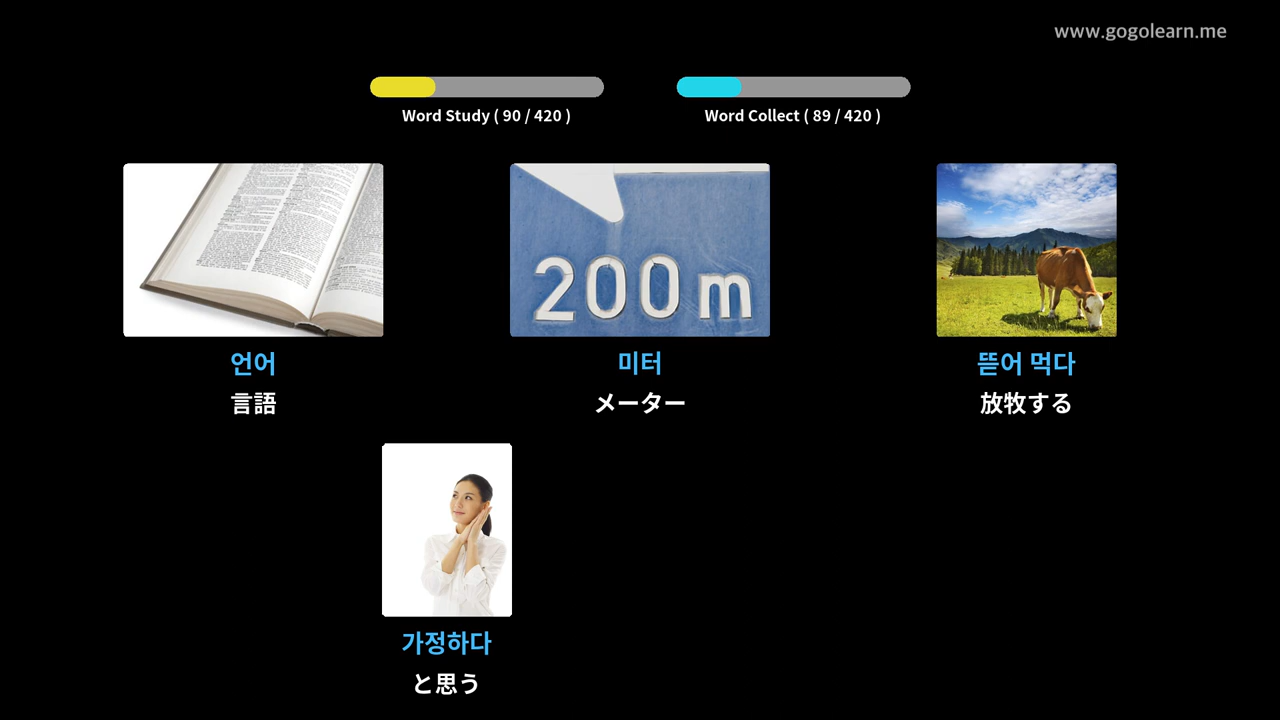 www.gogolearn.me
Word Study ( 90 / 420 )
Word Collect ( 89 / 420 )
200 m
언어
言語
미터
メーター
뜯어 먹다
放牧する
가정하다
と思う